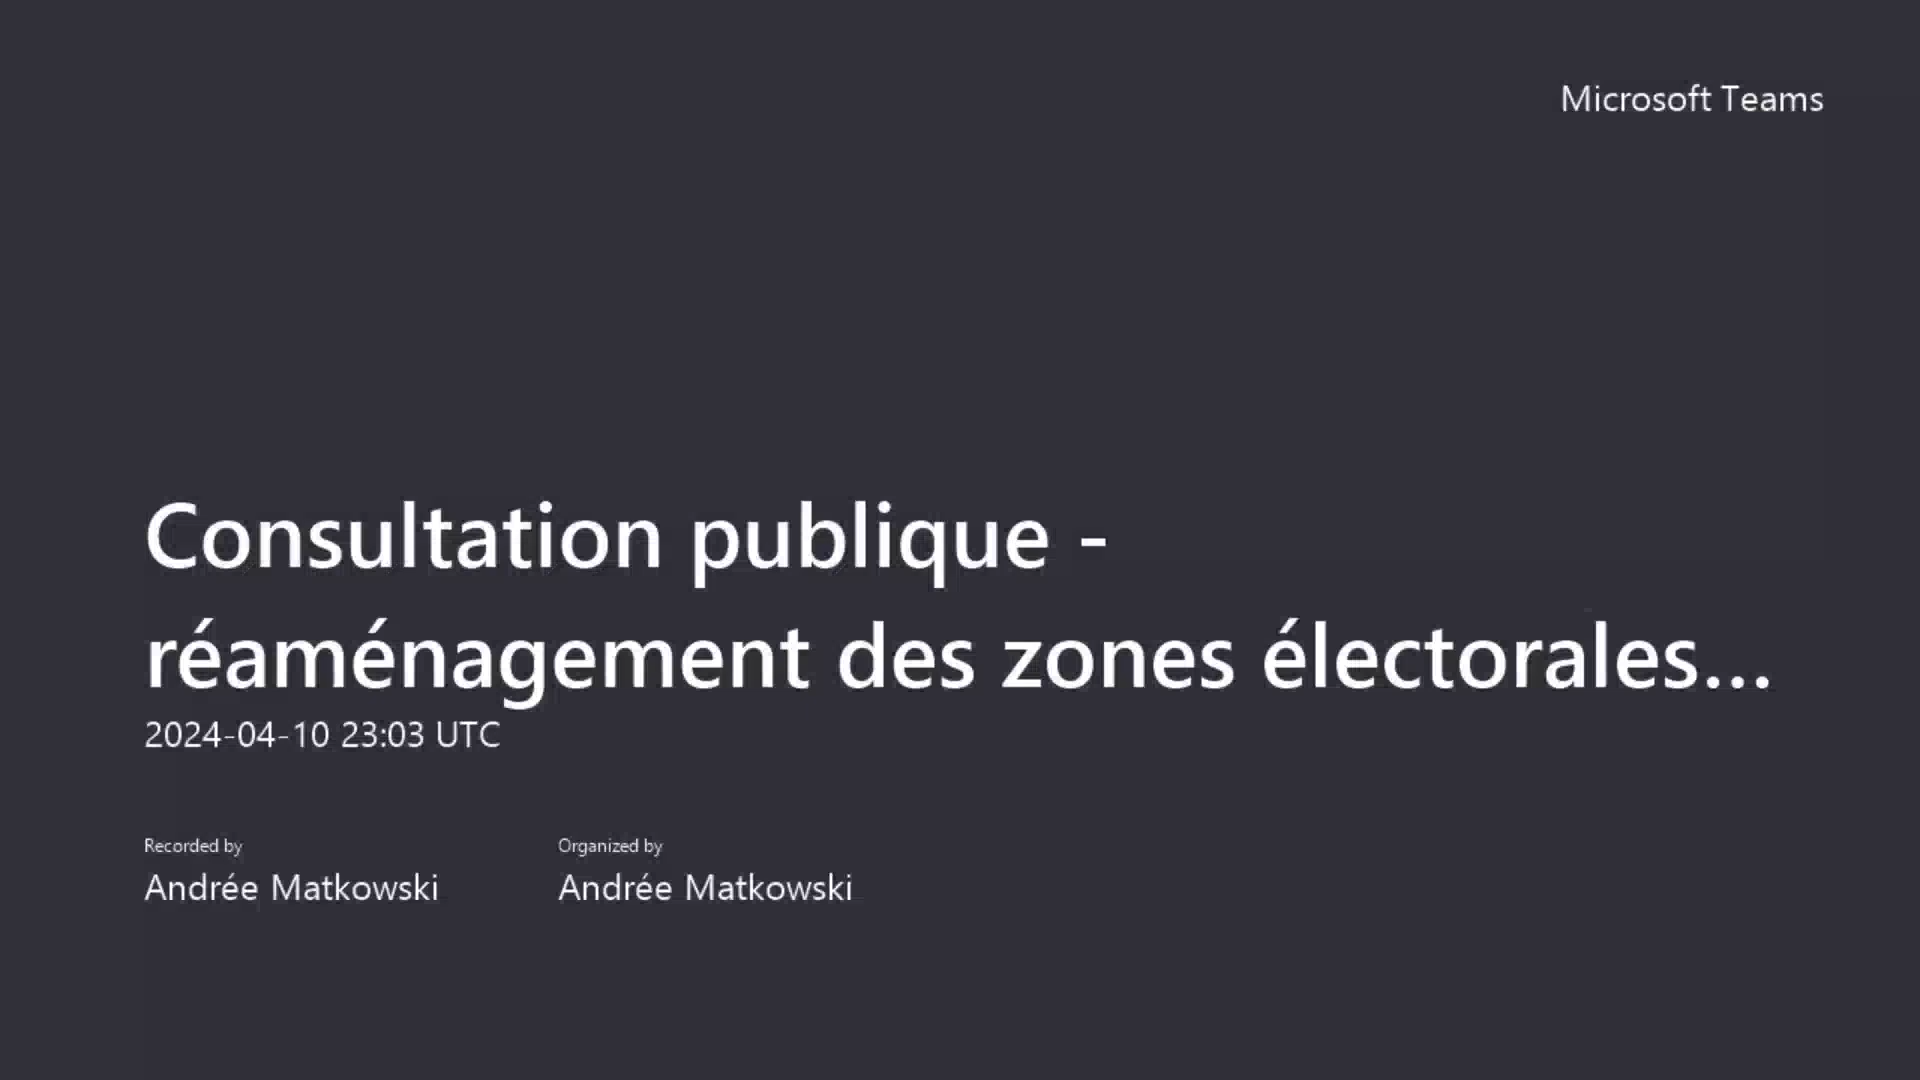 Microsoft Teams
Consultation publique -
réaménagement des zones électorales...
2024-04-10 23:03 UTC
Recorded by
Organized by
Andrée Matkowski
Andrée Matkowski